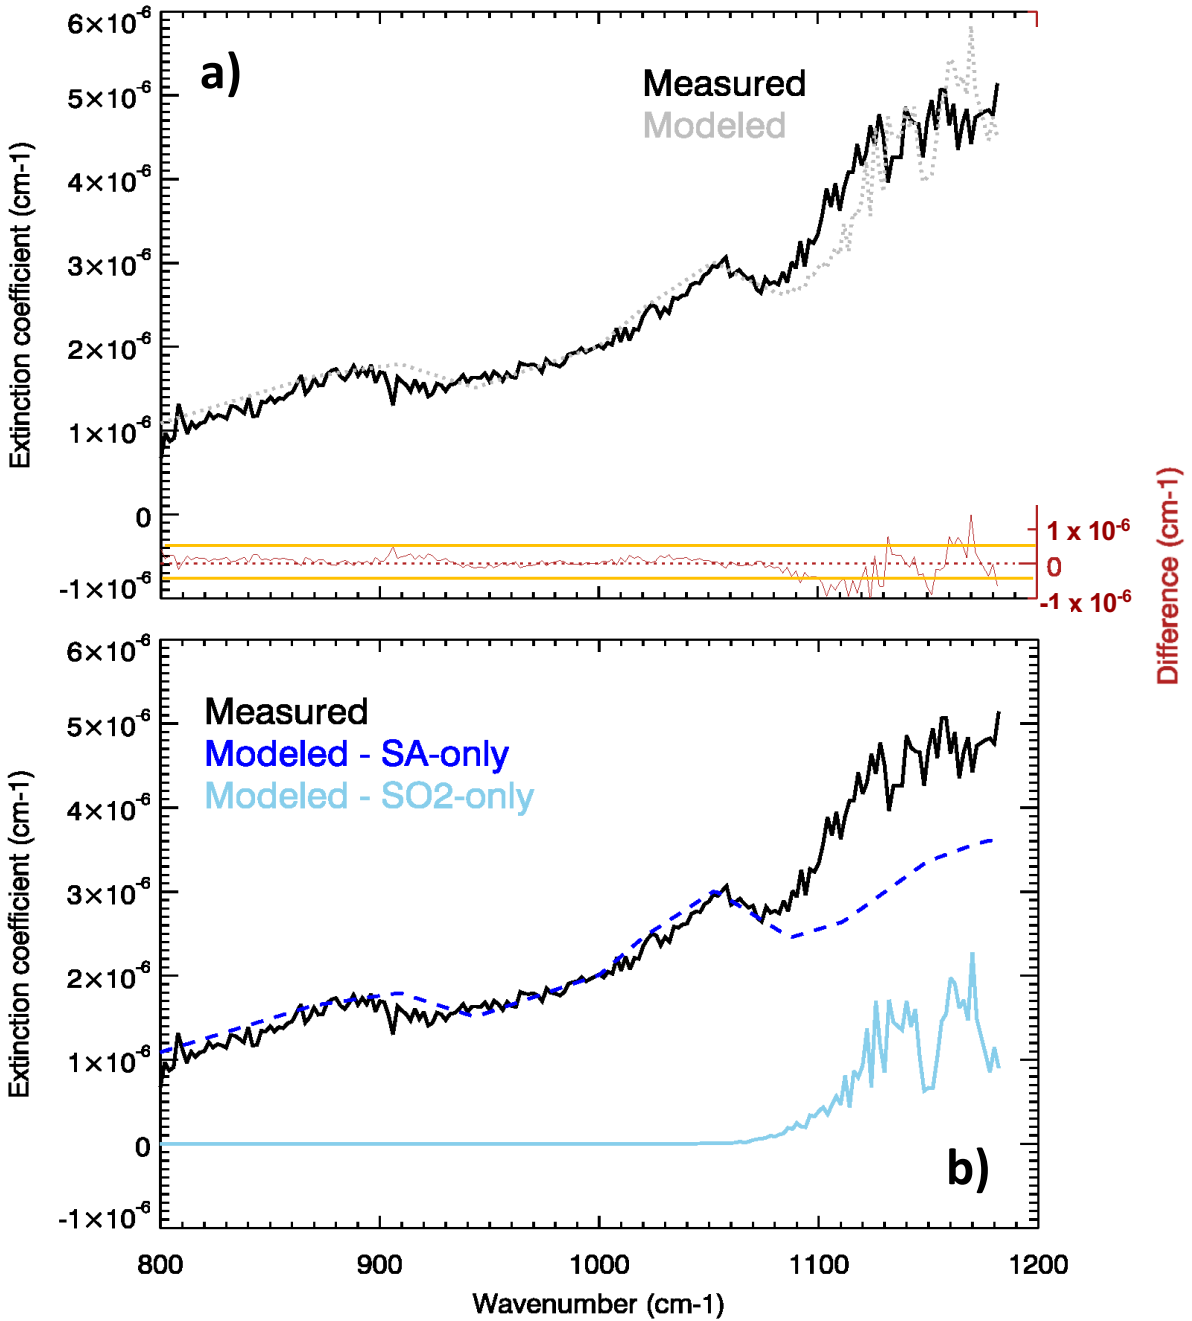 6×10⁻⁶
a)
Measured
Modeled
5×10⁻⁶
4×10⁻⁶
3×10⁻⁶
2×10⁻⁶
1×10⁻⁶
0
-1×10⁻⁶
Extinction coefficient (cm-1)
1 x 10⁻⁶
0
-1 x 10⁻⁶
Difference (cm-1)
6×10⁻⁶
Measured
Modeled - SA-only
Modeled - SO2-only
5×10⁻⁶
4×10⁻⁶
3×10⁻⁶
2×10⁻⁶
1×10⁻⁶
0
-1×10⁻⁶
Extinction coefficient (cm-1)
b)
800 900 1000 1100 1200
Wavenumber (cm-1)